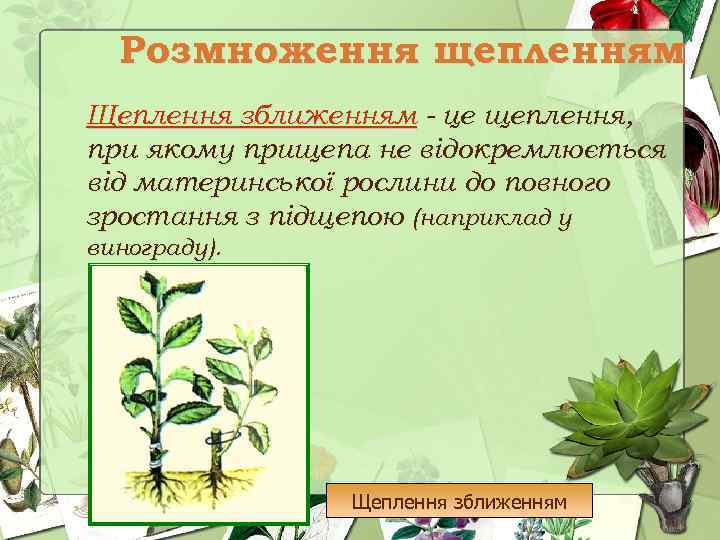 Розмноження щепленням
Щеплення зближенням - це щеплення,
при якому прищепа не відокремлюється
від материнської рослини до повного
зростання з підщепою (наприклад у
винограду).
Щеплення зближенням